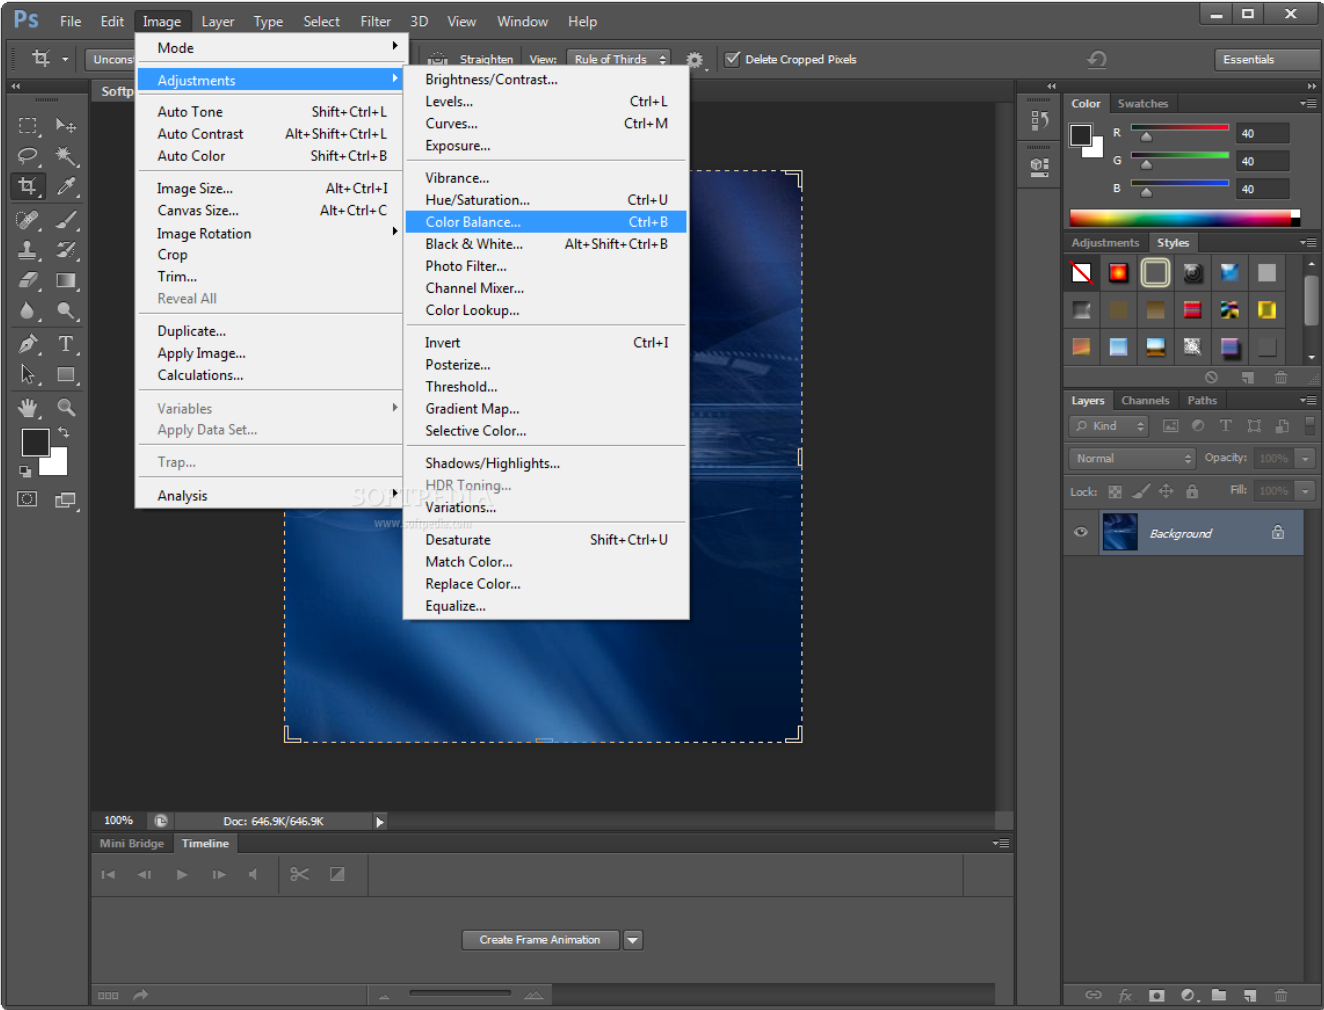 Ps File Edit Image Layer Type Select Filter 3D View Window Help
Straighten View: Rule of Thirds Delete Cropped Pixels Essentials
Mode
Adjustments
Auto Tone Shift+Ctrl+L
Auto Contrast Alt+Shift+Ctrl+L
Auto Color Shift+Ctrl+B
Image Size... Alt+Ctrl+I
Canvas Size... Alt+Ctrl+C
Image Rotation
Crop
Trim...
Reveal All
Duplicate...
Apply Image...
Calculations...
Variables
Apply Data Set...
Trap...
Analysis
Brightness/Contrast...
Levels... Ctrl+L
Curves... Ctrl+M
Exposure...
Vibrance...
Hue/Saturation... Ctrl+U
Color Balance... Ctrl+B
Black & White... Alt+Shift+Ctrl+B
Photo Filter...
Channel Mixer...
Color Lookup...
Invert Ctrl+I
Posterize...
Threshold...
Gradient Map...
Selective Color...
Shadows/Highlights...
HDR Toning...
Variations...
Desaturate Shift+Ctrl+U
Match Color...
Replace Color...
Equalize...
SOFTPEDIA
www.softpedia.com
Color Swatches
R 40
G 40
B 40
Adjustments Styles
Layers Channels Paths
Kind T
Normal Opacity: 100%
Lock: Fill: 100%
Background
fx
100% Doc: 646.9K/646.9K
Mini Bridge Timeline
Create Frame Animation